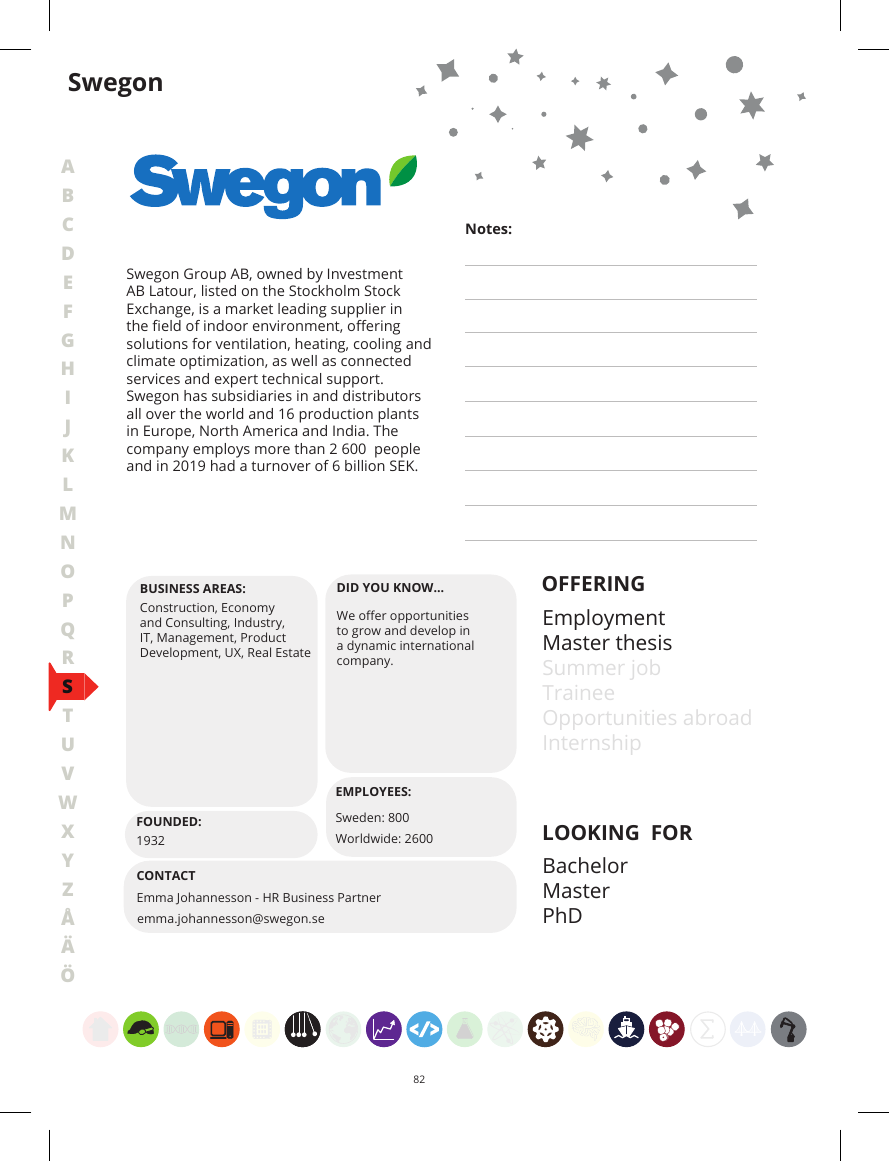 Swegon
Swegon
Notes:
A
B
C
D
E
F
G
H
I
J
K
L
M
N
O
P
Q
R
S
T
U
V
W
X
Y
Z
Å
Ä
Ö
Swegon Group AB, owned by Investment
AB Latour, listed on the Stockholm Stock
Exchange, is a market leading supplier in
the field of indoor environment, offering
solutions for ventilation, heating, cooling and
climate optimization, as well as connected
services and expert technical support.
Swegon has subsidiaries in and distributors
all over the world and 16 production plants
in Europe, North America and India. The
company employs more than 2 600  people
and in 2019 had a turnover of 6 billion SEK.
BUSINESS AREAS:
Construction, Economy
and Consulting, Industry,
IT, Management, Product
Development, UX, Real Estate
DID YOU KNOW...
We offer opportunities
to grow and develop in
a dynamic international
company.
FOUNDED:
1932
EMPLOYEES:
Sweden: 800
Worldwide: 2600
CONTACT
Emma Johannesson - HR Business Partner
emma.johannesson@swegon.se
OFFERING
Employment
Master thesis
Summer job
Trainee
Opportunities abroad
Internship
LOOKING  FOR
Bachelor
Master
PhD
</>
Σ
82